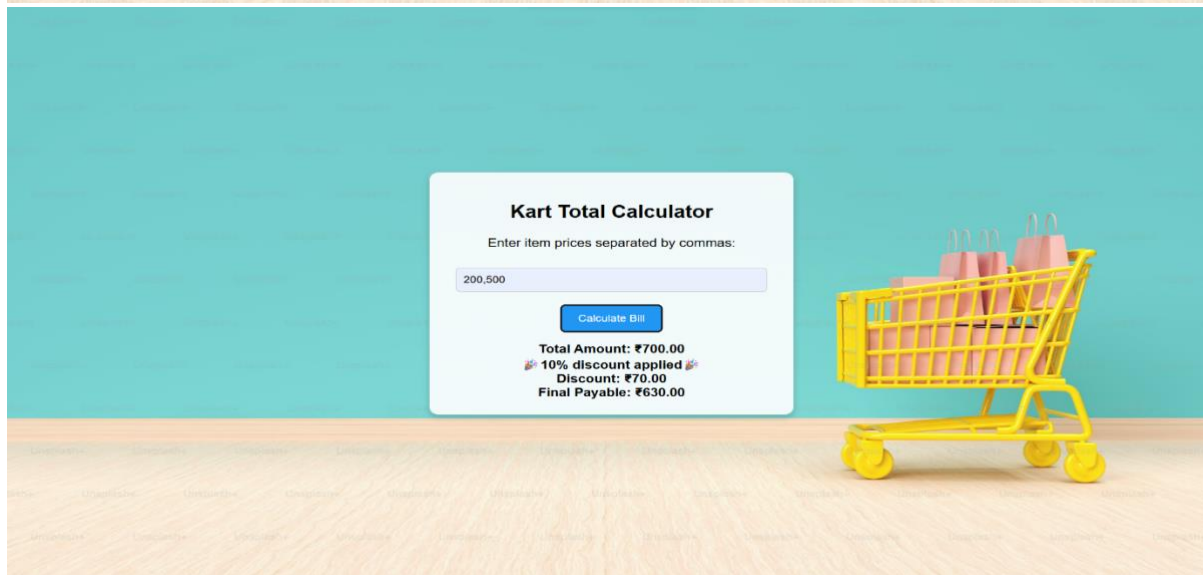 Kart Total Calculator
Enter item prices separated by commas:
200,500
Calculate Bill
Total Amount: ₹700.00
🎉 10% discount applied 🎉
Discount: ₹70.00
Final Payable: ₹630.00